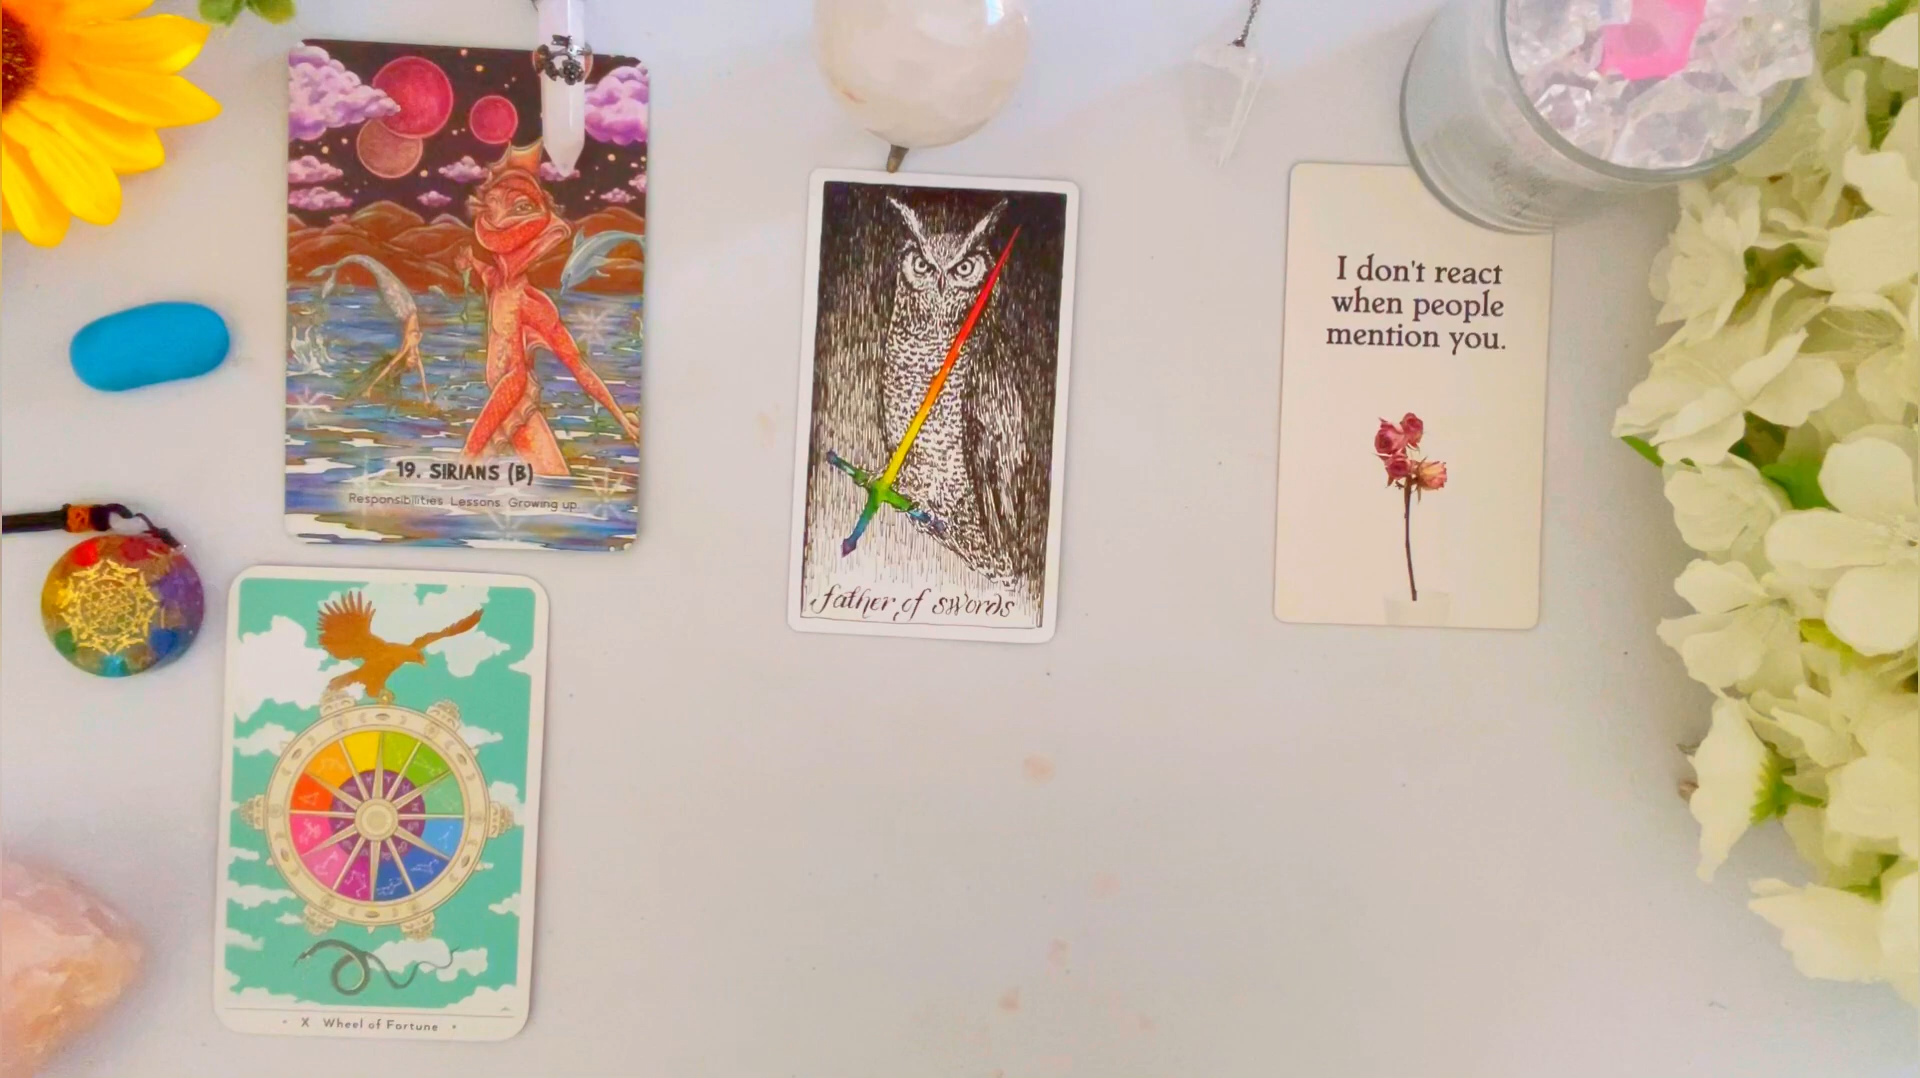 19. SIRIANS (B)
Responsibilities. Lessons. Growing up.
father of swords
I don't react
when people
mention you.
X Wheel of Fortune